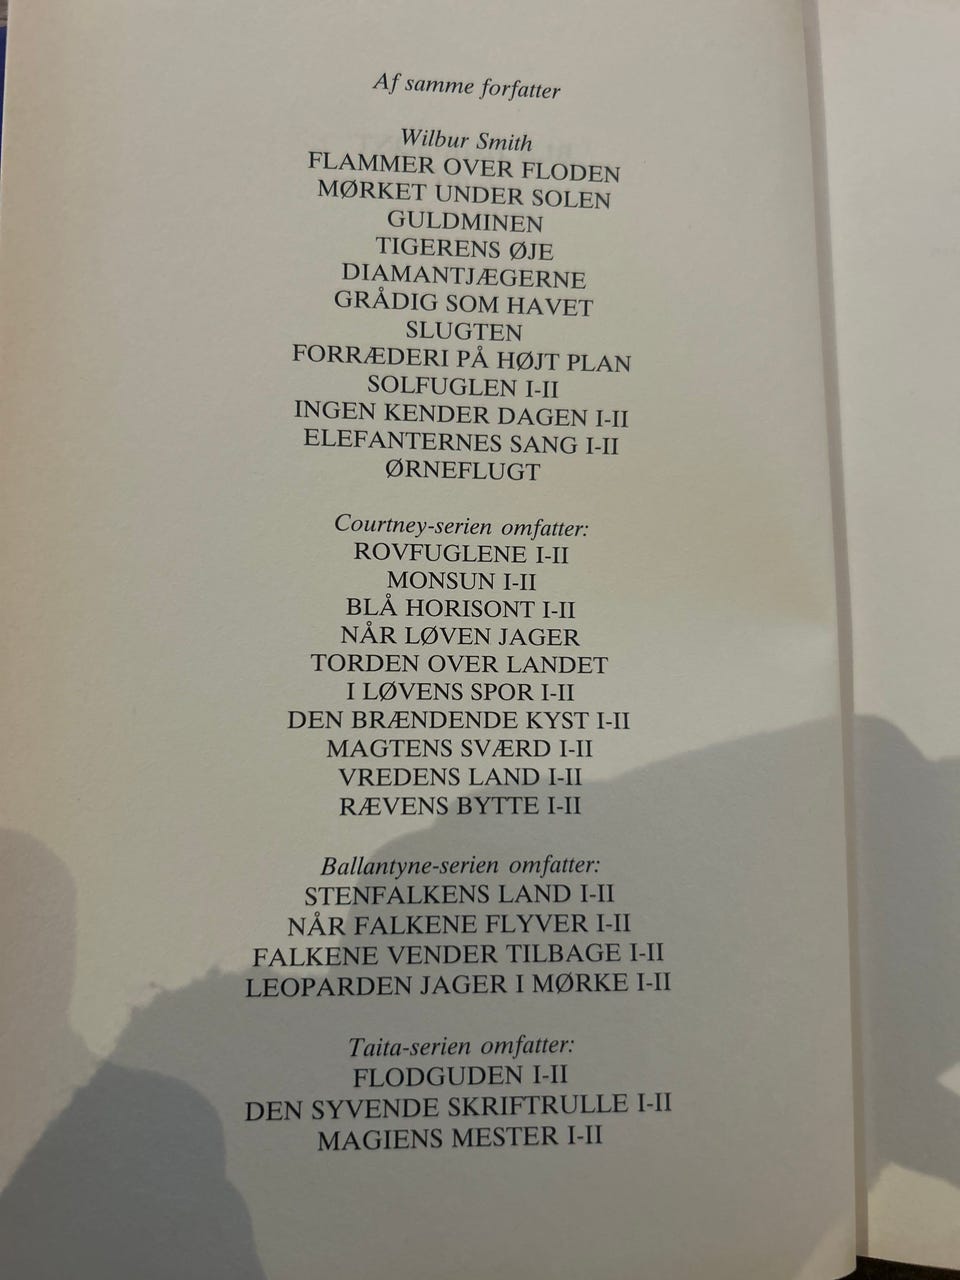 Af samme forfatter
Wilbur Smith
FLAMMER OVER FLODEN
MØRKET UNDER SOLEN
GULDMINEN
TIGERENS ØJE
DIAMANTJÆGERNE
GRÅDIG SOM HAVET
SLUGTEN
FORRÆDERI PÅ HØJT PLAN
SOLFUGLEN I-II
INGEN KENDER DAGEN I-II
ELEFANTERNES SANG I-II
ØRNEFLUGT
Courtney-serien omfatter:
ROVFUGLENE I-II
MONSUN I-II
BLÅ HORISONT I-II
NÅR LØVEN JAGER
TORDEN OVER LANDET
I LØVENS SPOR I-II
DEN BRÆNDENDE KYST I-II
MAGTENS SVÆRD I-II
VREDENS LAND I-II
RÆVENS BYTTE I-II
Ballantyne-serien omfatter:
STENFALKENS LAND I-II
NÅR FALKENE FLYVER I-II
FALKENE VENDER TILBAGE I-II
LEOPARDEN JAGER I MØRKE I-II
Taita-serien omfatter:
FLODGUDEN I-II
DEN SYVENDE SKRIFTRULLE I-II
MAGIENS MESTER I-II